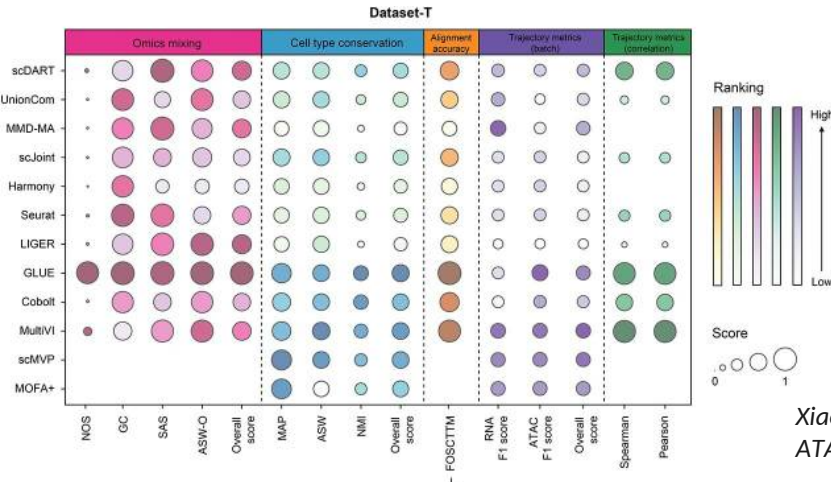 Dataset-T
Omics mixing
Cell type conservation
Alignment
accuracy
Trajectory metrics
(batch)
Trajectory metrics
(correlation)
scDART
UnionCom
MMD-MA
scJoint
Harmony
Seurat
LIGER
GLUE
Cobolt
MultiVI
scMVP
MOFA+
NOS
GC
SAS
ASW-O
Overall
score
MAP
ASW
NMI
Overall
score
FOSCTTM
RNA
F1 score
ATAC
F1 score
Overall
score
Spearman
Pearson
Ranking
High
Low
Score
0
1
Xiao
ATA